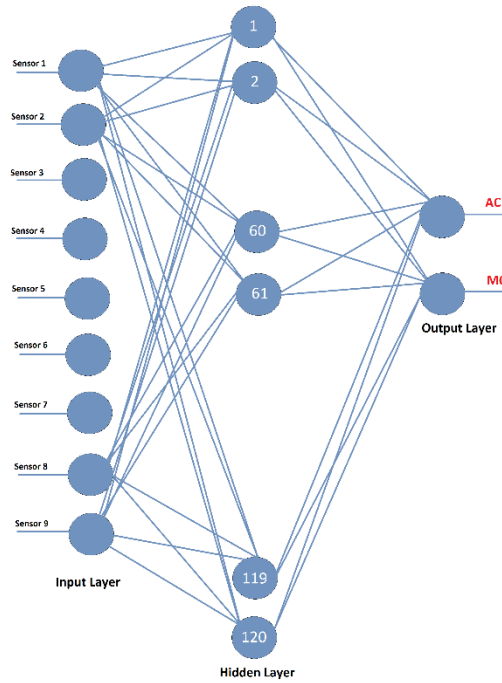 1
Sensor 1
2
Sensor 2
Sensor 3
AC
60
Sensor 4
61
M
Sensor 5
Output Layer
Sensor 6
Sensor 7
Sensor 8
Sensor 9
119
Input Layer
120
Hidden Layer